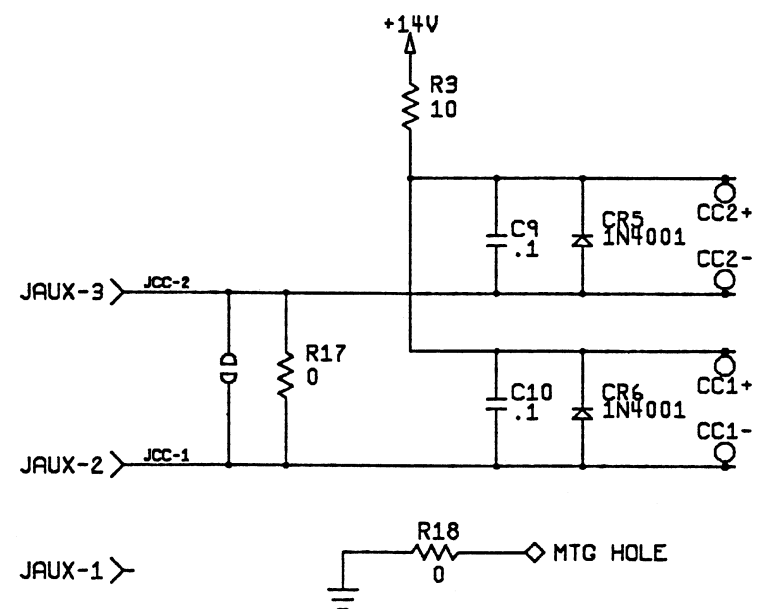 +14V
R3
10
CC2+
C9
.1
CR5
1N4001
CC2-
JAUX-3
JCC-2
R17
0
CC1+
C10
.1
CR6
1N4001
CC1-
JAUX-2
JCC-1
R18
0
MTG HOLE
JAUX-1